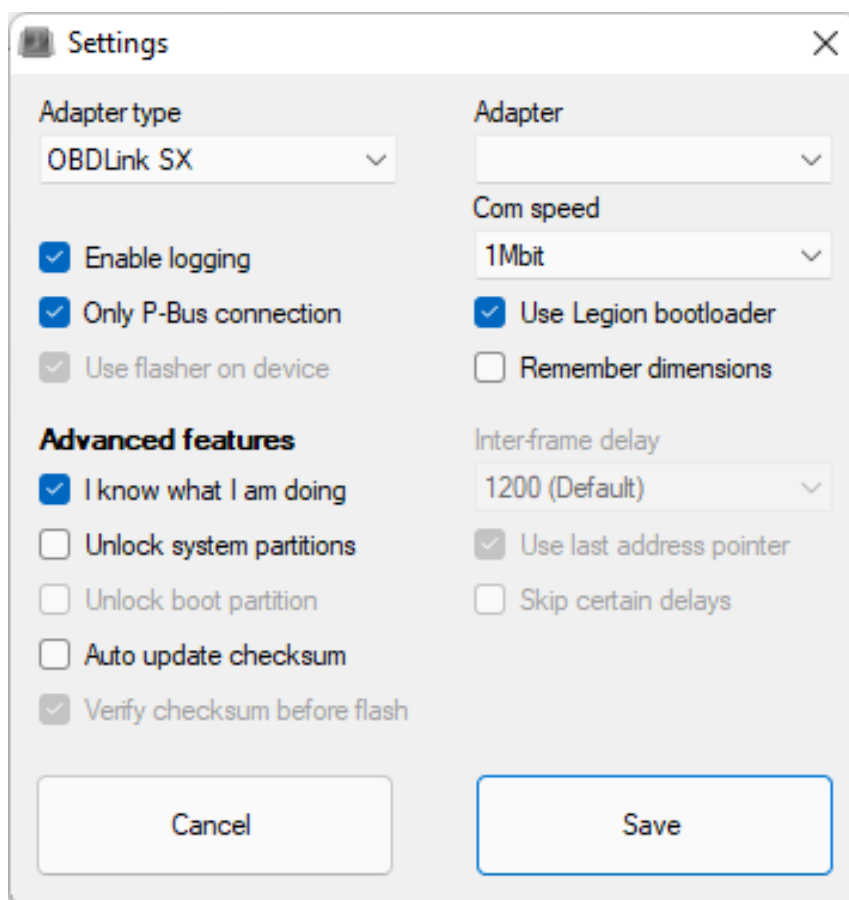 Settings
Adapter type
Adapter
OBDLink SX
Com speed
Enable logging
1Mbit
Only P-Bus connection
Use Legion bootloader
Use flasher on device
Remember dimensions
Advanced features
Inter-frame delay
I know what I am doing
1200 (Default)
Unlock system partitions
Use last address pointer
Unlock boot partition
Skip certain delays
Auto update checksum
Verify checksum before flash
Cancel
Save